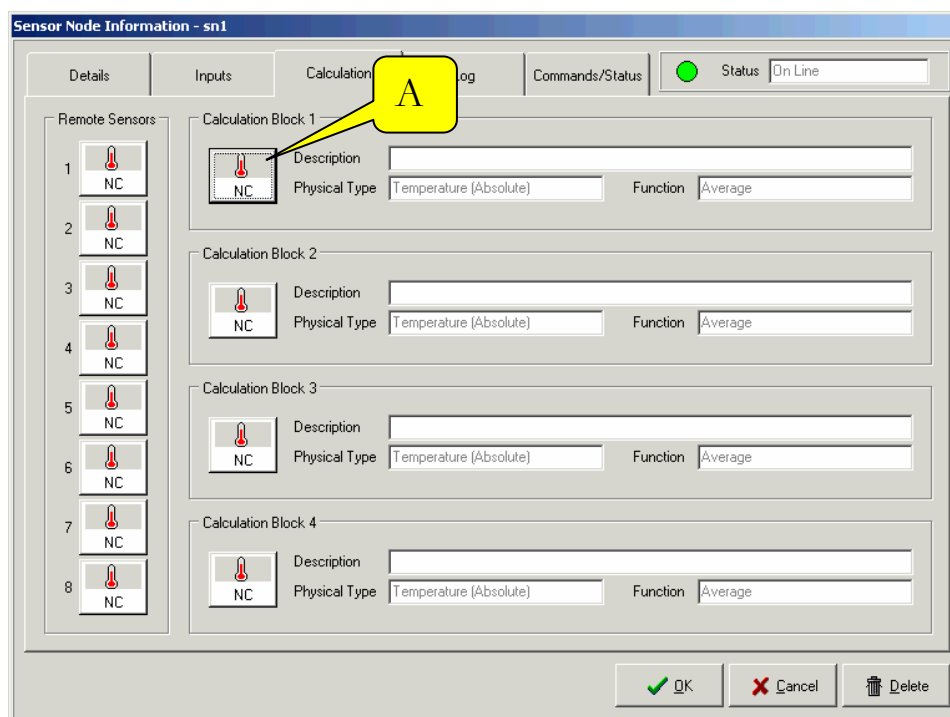 Sensor Node Information - sn1
Details
Inputs
Calculation
Commands/Status
Status
On Line
A
Remote Sensors
1
NC
2
NC
3
NC
4
NC
5
NC
6
NC
7
NC
8
NC
Calculation Block 1
NC
Description
Physical Type
Temperature (Absolute)
Function
Average
Calculation Block 2
NC
Description
Physical Type
Temperature (Absolute)
Function
Average
Calculation Block 3
NC
Description
Physical Type
Temperature (Absolute)
Function
Average
Calculation Block 4
NC
Description
Physical Type
Temperature (Absolute)
Function
Average
OK
Cancel
Delete